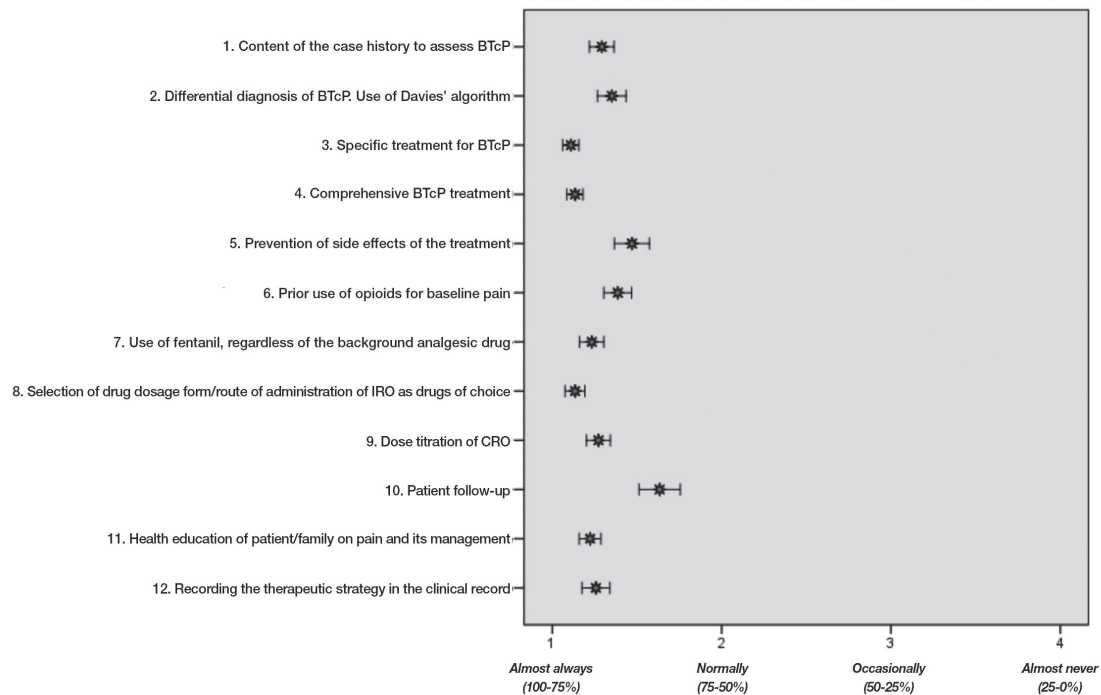 1. Content of the case history to assess BTcP
2. Differential diagnosis of BTcP. Use of Davies’ algorithm
3. Specific treatment for BTcP
4. Comprehensive BTcP treatment
5. Prevention of side effects of the treatment
6. Prior use of opioids for baseline pain
7. Use of fentanil, regardless of the background analgesic drug
8. Selection of drug dosage form/route of administration of IRO as drugs of choice
9. Dose titration of CRO
10. Patient follow-up
11. Health education of patient/family on pain and its management
12. Recording the therapeutic strategy in the clinical record
1 2 3 4
Almost always Normally Occasionally Almost never
(100-75%) (75-50%) (50-25%) (25-0%)